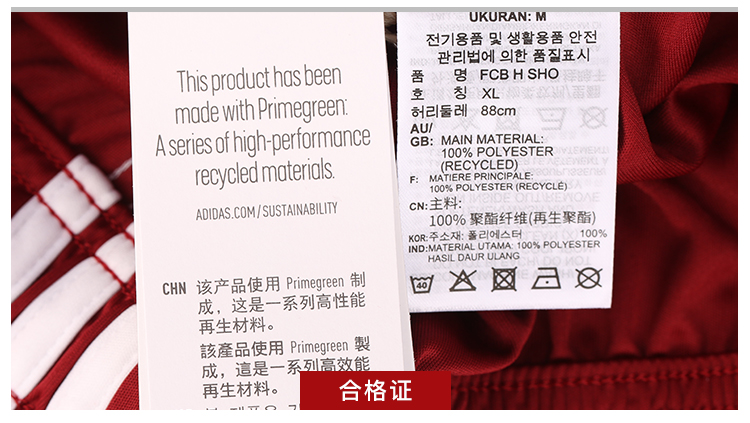 This product has been
made with Primegreen:
A series of high-performance
recycled materials.
ADIDAS.COM/SUSTAINABILITY
CHN 该产品使用 Primegreen 制
成，这是一系列高性能
再生材料。
該產品使用 Primegreen 製
成，這是一系列高效能
再生材料。
UKURAN: M
전기용품 및 생활용품 안전
관리법에 의한 품질표시
품 명 FCB H SHO
호 칭 XL
허리둘레 88cm
AU/
GB: MAIN MATERIAL:
100% POLYESTER
(RECYCLED)
F: MATIERE PRINCIPALE:
100% POLYESTER (RECYCLÉ)
CN: 主料:
100% 聚酯纤维(再生聚酯)
KOR: 주소재: 폴리에스터 100%
IND: MATERIAL UTAMA: 100% POLYESTER
HASIL DAUR ULANG
40
合格证